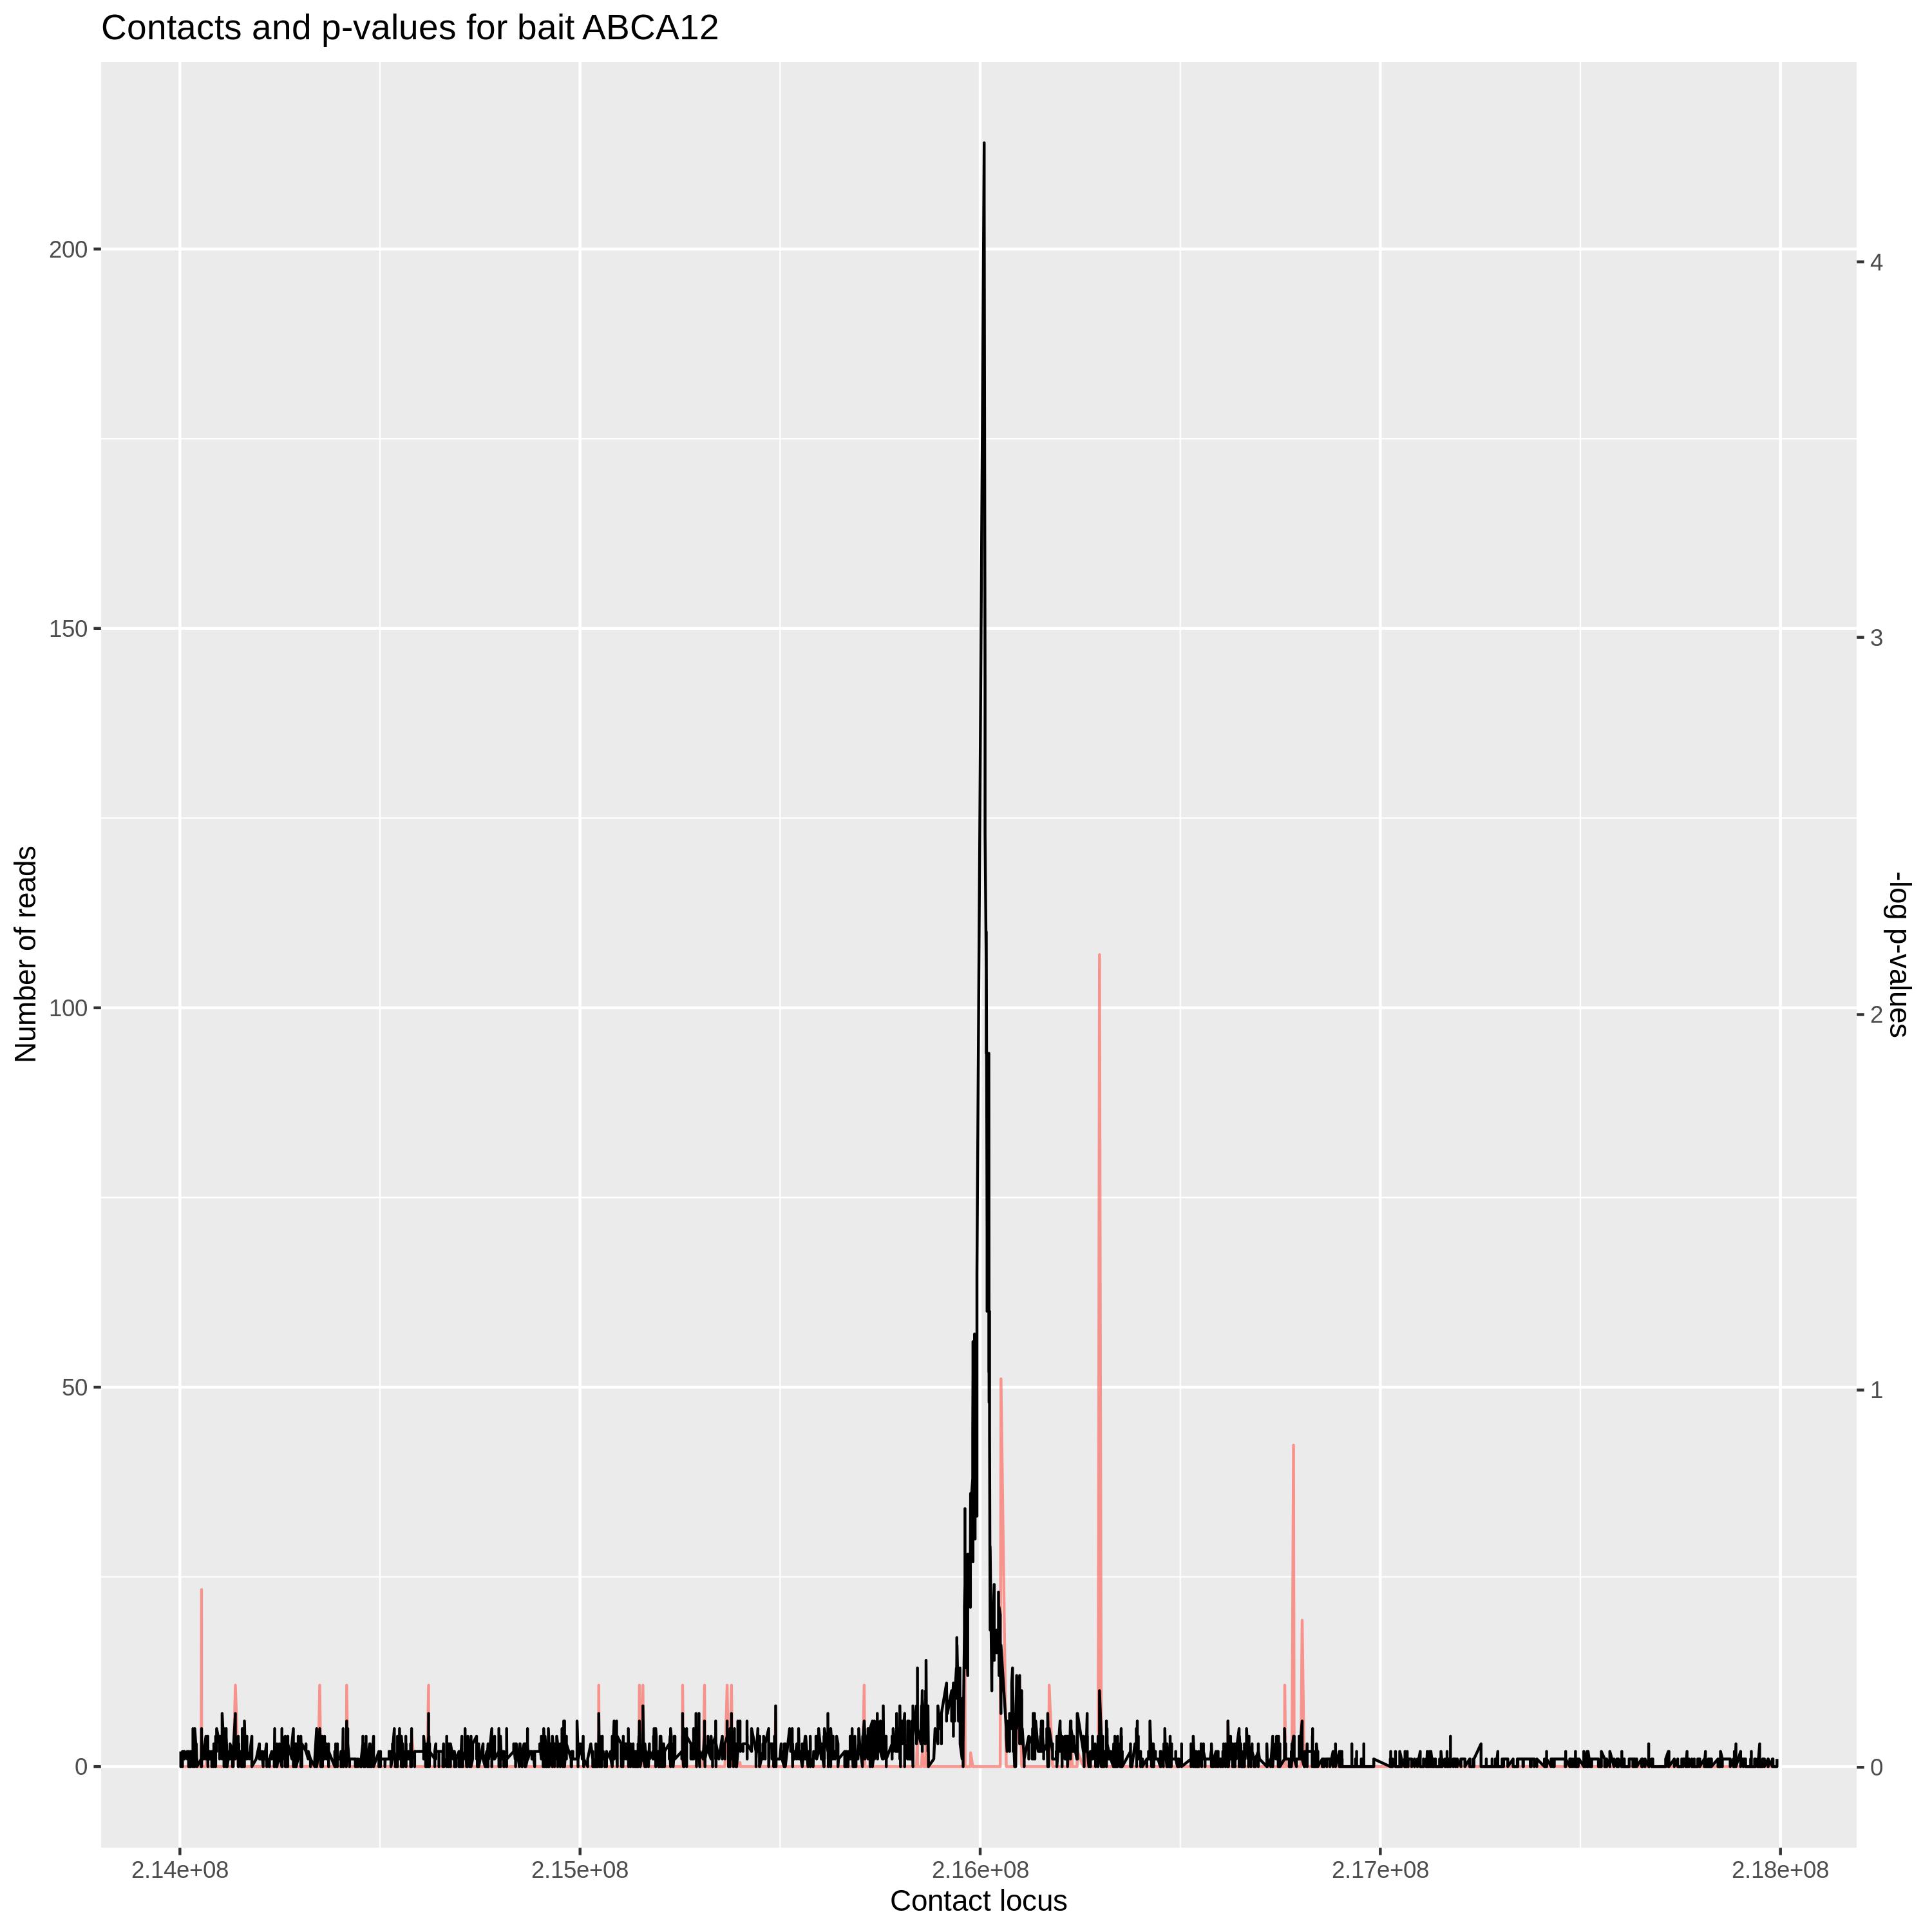 Contacts and p-values for bait ABCA12
Number of reads
200
150
100
50
0
4
3
2
1
0
-log p-values
2.14e+08 2.15e+08 2.16e+08 2.17e+08 2.18e+08
Contact locus